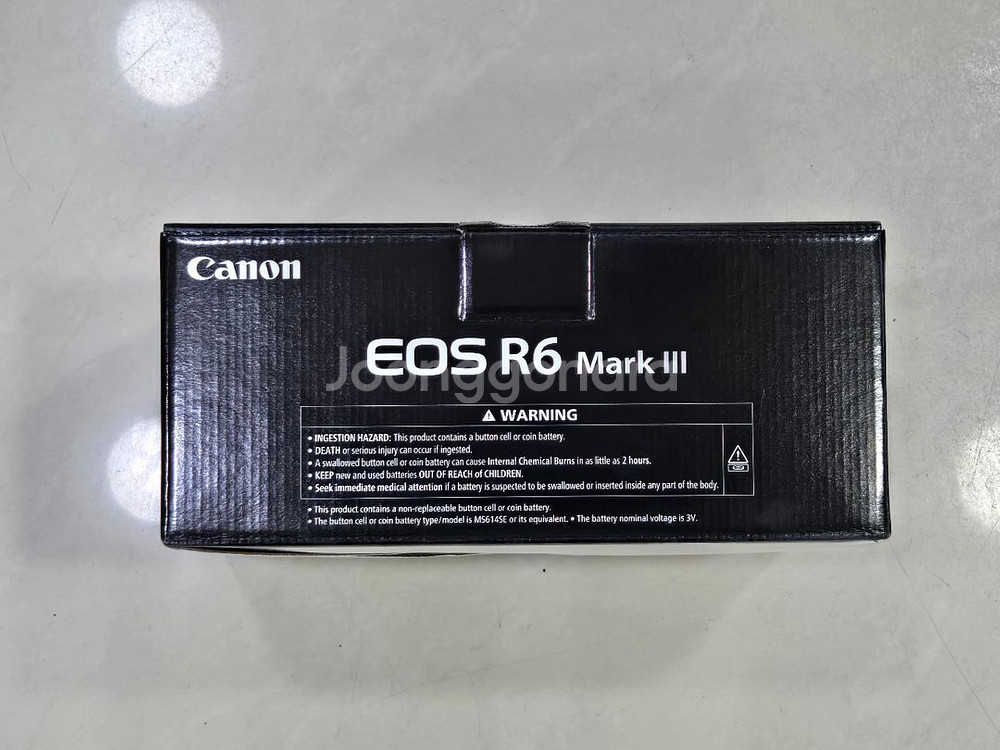 Canon
EOS R6 Mark III
Joonggonara
⚠ WARNING
• INGESTION HAZARD: This product contains a button cell or coin battery.
• DEATH or serious injury can occur if ingested.
• A swallowed button cell or coin battery can cause Internal Chemical Burns in as little as 2 hours.
• KEEP new and used batteries OUT OF REACH of CHILDREN.
• Seek immediate medical attention if a battery is suspected to be swallowed or inserted inside any part of the body.
• This product contains a non-replaceable button cell or coin battery.
• The button cell or coin battery type/model is MS614SE or its equivalent. • The battery nominal voltage is 3V.